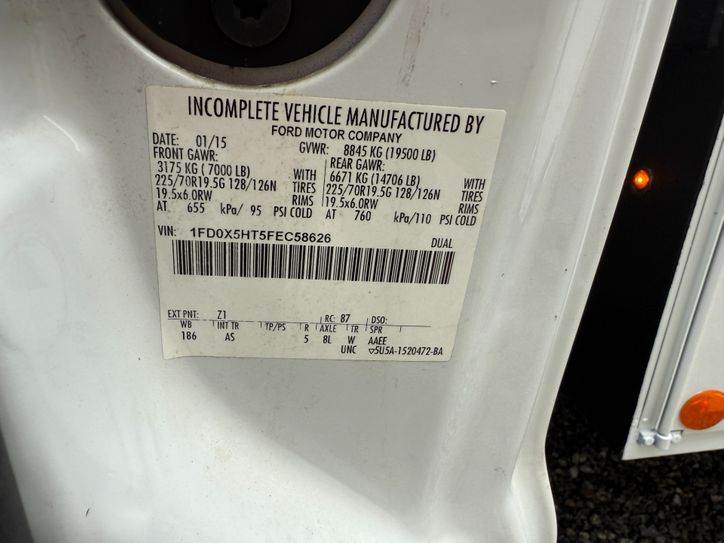 INCOMPLETE VEHICLE MANUFACTURED BY
FORD MOTOR COMPANY
DATE: 01/15 GVWR: 8845 KG (19500 LB)
FRONT GAWR: REAR GAWR:
3175 KG ( 7000 LB) WITH 6671 KG (14706 LB) WITH
225/70R19.5G 128/126N TIRES 225/70R19.5G 128/126N TIRES
19.5x6.0RW RIMS 19.5x6.0RW RIMS
AT 655 kPa/ 95 PSI COLD AT 760 kPa/110 PSI COLD
VIN: 1FD0X5HT5FEC58626 DUAL
EXT PNT: Z1 RC: 87 DSO:
WB INT TR TP/PS R AXLE TR SPR
186 AS 5 8L W AAEE
UNC ▽5U5A-1520472-BA